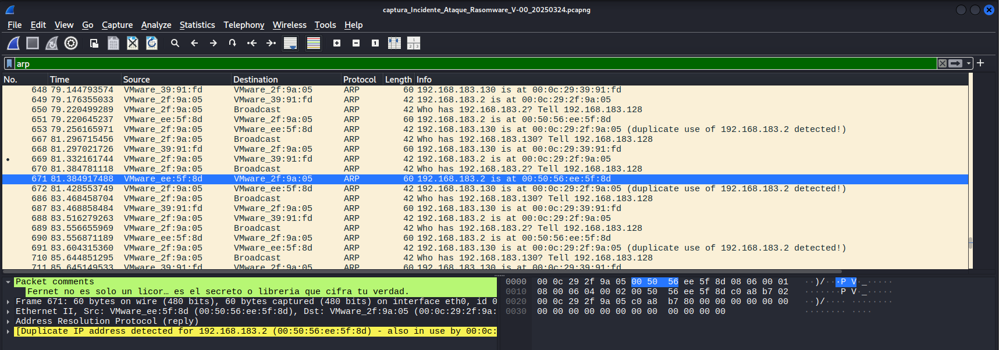 captura_Incidente_Ataque_Rasomware_V-00_20250324.pcapng
File Edit View Go Capture Analyze Statistics Telephony Wireless Tools Help
arp
No. Time Source Destination Protocol Length Info
648 79.144793574 VMware_39:91:fd VMware_2f:9a:05 ARP 60 192.168.183.130 is at 00:0c:29:39:91:fd
649 79.176355033 VMware_2f:9a:05 VMware_39:91:fd ARP 42 192.168.183.2 is at 00:0c:29:2f:9a:05
650 79.220499289 VMware_2f:9a:05 Broadcast ARP 42 Who has 192.168.183.2? Tell 192.168.183.128
651 79.220645237 VMware_ee:5f:8d VMware_2f:9a:05 ARP 60 192.168.183.2 is at 00:50:56:ee:5f:8d
653 79.256165971 VMware_2f:9a:05 VMware_ee:5f:8d ARP 42 192.168.183.130 is at 00:0c:29:2f:9a:05 (duplicate use of 192.168.183.2 detected!)
667 81.296715456 VMware_2f:9a:05 Broadcast ARP 42 Who has 192.168.183.130? Tell 192.168.183.128
668 81.297021726 VMware_39:91:fd VMware_2f:9a:05 ARP 60 192.168.183.130 is at 00:0c:29:39:91:fd
669 81.332161744 VMware_2f:9a:05 VMware_39:91:fd ARP 42 192.168.183.2 is at 00:0c:29:2f:9a:05
670 81.384781118 VMware_2f:9a:05 Broadcast ARP 42 Who has 192.168.183.2? Tell 192.168.183.128
671 81.384917488 VMware_ee:5f:8d VMware_2f:9a:05 ARP 60 192.168.183.2 is at 00:50:56:ee:5f:8d
672 81.428553749 VMware_2f:9a:05 VMware_ee:5f:8d ARP 42 192.168.183.130 is at 00:0c:29:2f:9a:05 (duplicate use of 192.168.183.2 detected!)
686 83.468458704 VMware_2f:9a:05 Broadcast ARP 42 Who has 192.168.183.130? Tell 192.168.183.128
687 83.468858484 VMware_39:91:fd VMware_2f:9a:05 ARP 60 192.168.183.130 is at 00:0c:29:39:91:fd
688 83.516279263 VMware_2f:9a:05 VMware_39:91:fd ARP 42 192.168.183.2 is at 00:0c:29:2f:9a:05
689 83.556655969 VMware_2f:9a:05 Broadcast ARP 42 Who has 192.168.183.2? Tell 192.168.183.128
690 83.556871189 VMware_ee:5f:8d VMware_2f:9a:05 ARP 60 192.168.183.2 is at 00:50:56:ee:5f:8d
691 83.604315360 VMware_2f:9a:05 VMware_ee:5f:8d ARP 42 192.168.183.130 is at 00:0c:29:2f:9a:05 (duplicate use of 192.168.183.2 detected!)
710 85.644851295 VMware_2f:9a:05 Broadcast ARP 42 Who has 192.168.183.130? Tell 192.168.183.128
711 85.645149533 VMware_39:91:fd VMware_2f:9a:05 ARP 60 192.168.183.130 is at 00:0c:29:39:91:fd
Packet comments
Fernet no es solo un licor… es el secreto o libreria que cifra tu verdad.
Frame 671: 60 bytes on wire (480 bits), 60 bytes captured (480 bits) on interface eth0, id 0
Ethernet II, Src: VMware_ee:5f:8d (00:50:56:ee:5f:8d), Dst: VMware_2f:9a:05 (00:0c:29:2f:9a:
Address Resolution Protocol (reply)
[Duplicate IP address detected for 192.168.183.2 (00:50:56:ee:5f:8d) - also in use by 00:0c:
0000 00 0c 29 2f 9a 05 00 50 56 ee 5f 8d 08 06 00 01 ··)/···P V·_·····
0010 08 00 06 04 00 02 00 50 56 ee 5f 8d c0 a8 b7 02 ·······P V·_·····
0020 00 0c 29 2f 9a 05 c0 a8 b7 80 00 00 00 00 00 00 ··)/···· ········
0030 00 00 00 00 00 00 00 00 00 00 00 00 ········ ····